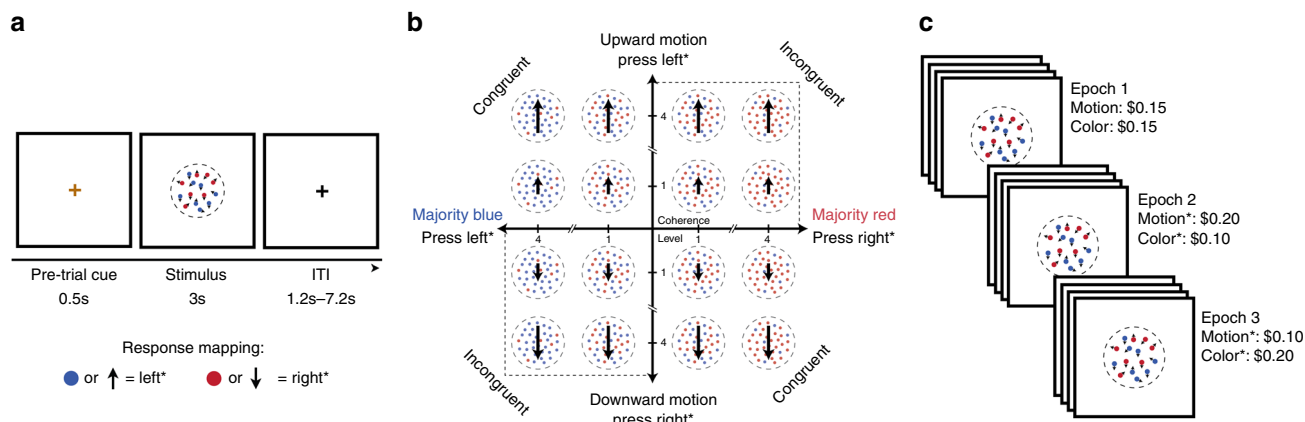 a
Pre-trial cue
0.5s
Stimulus
3s
ITI
1.2s–7.2s
Response mapping:
or = left*
or = right*
b
Upward motion
press left*
Congruent
Incongruent
4
1
Majority blue
Press left*
Coherence
Level
Majority red
Press right*
4
1
1
4
1
4
Incongruent
Congruent
Downward motion
press right*
c
Epoch 1
Motion: $0.15
Color: $0.15
Epoch 2
Motion*: $0.20
Color*: $0.10
Epoch 3
Motion*: $0.10
Color*: $0.20